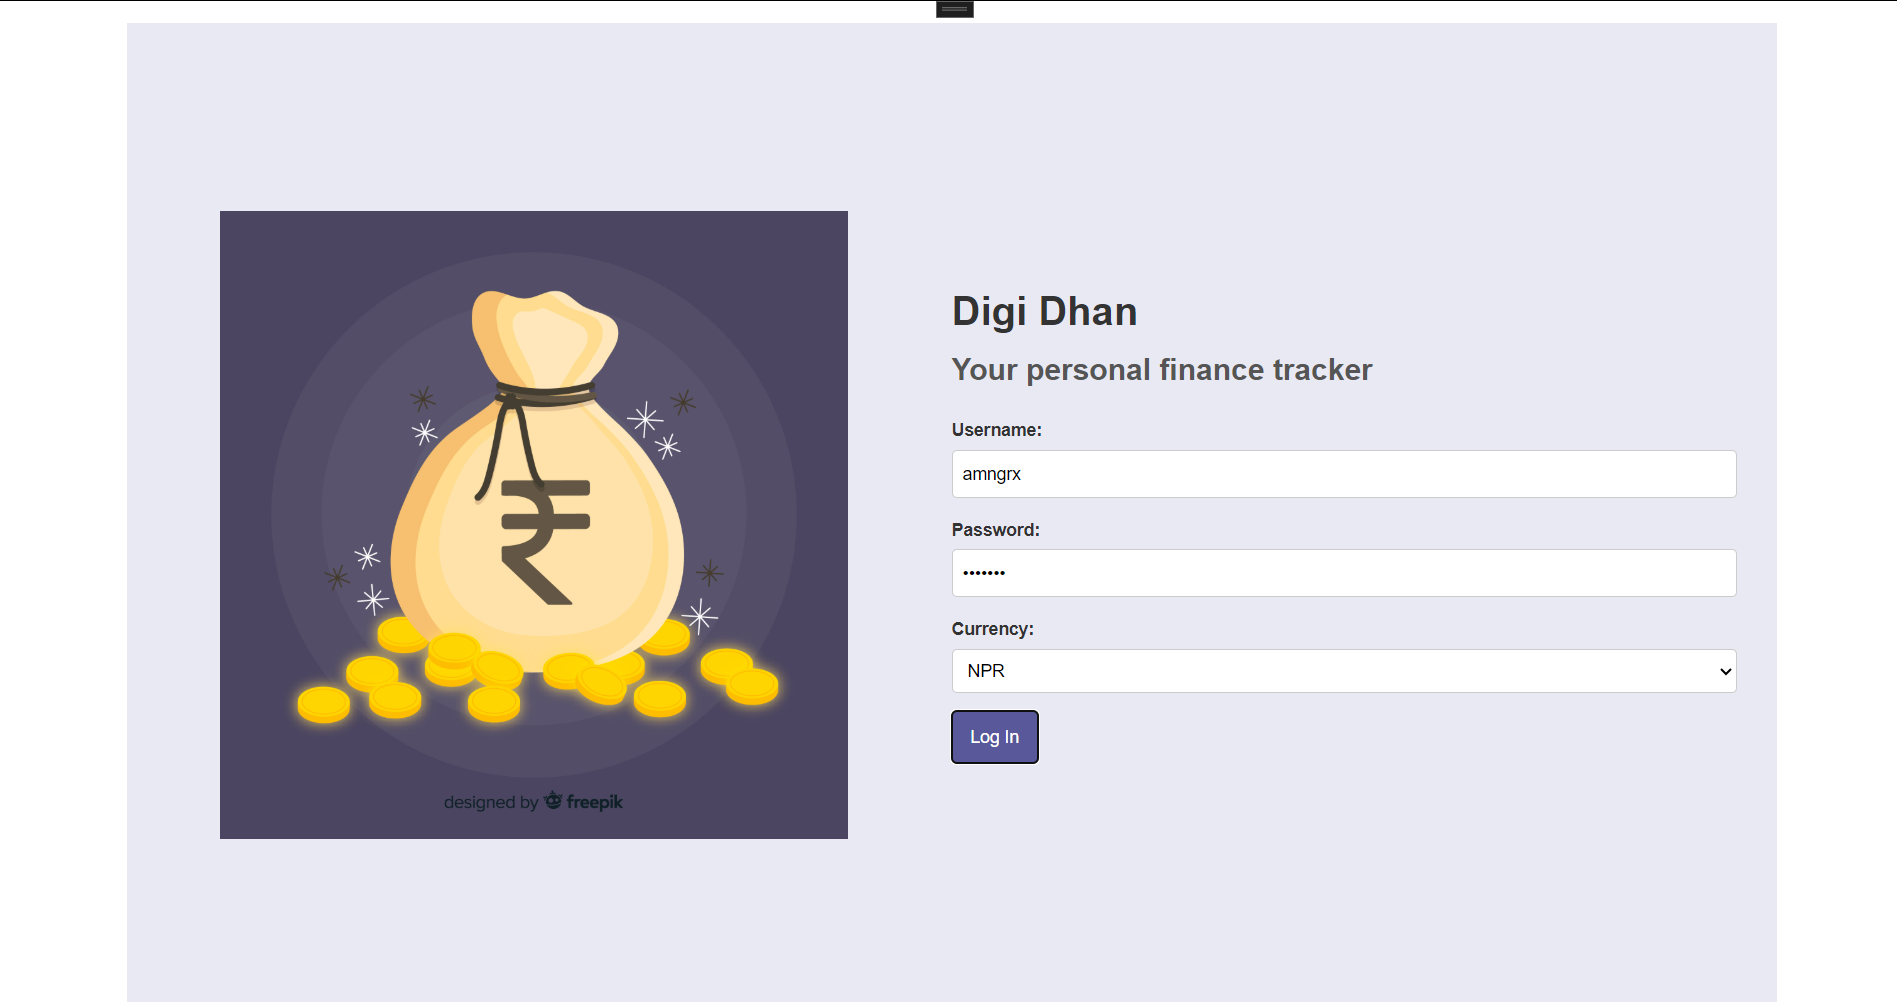 Digi Dhan
Your personal finance tracker
Username:
amngrx
Password:
•••••••
Currency:
NPR
Log In
₹
designed by freepik